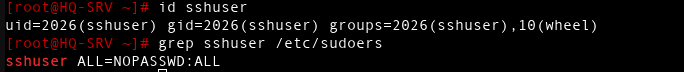 [root@HQ-SRV ~]# id sshuser
uid=2026(sshuser) gid=2026(sshuser) groups=2026(sshuser),10(wheel)
[root@HQ-SRV ~]# grep sshuser /etc/sudoers
sshuser ALL=NOPASSWD:ALL